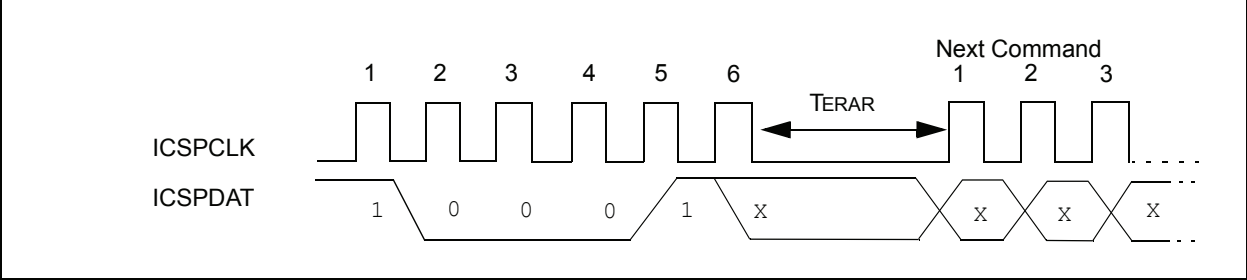 Next Command
1 2 3 4 5 6 1 2 3
TERAR
ICSPCLK
ICSPDAT
1 0 0 0 1 X X X X